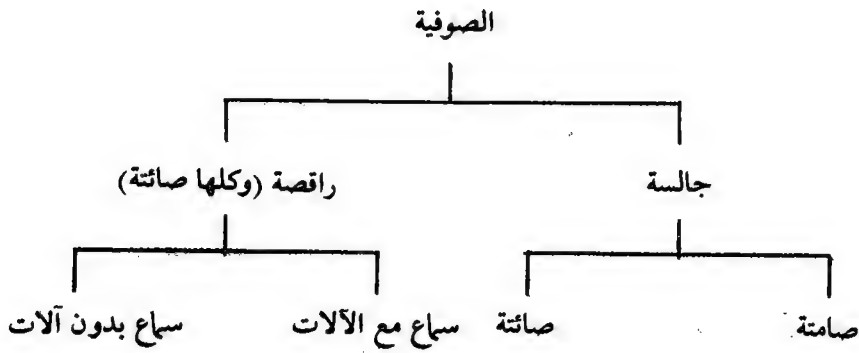 الصوفية
جالسة
راقصة (وكلها صائتة)
صامتة
صائتة
سماع مع الآلات
سماع بدون آلات